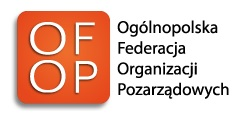 OF
OP
Ogólnopolska
Federacja
Organizacji
Pozarządowych